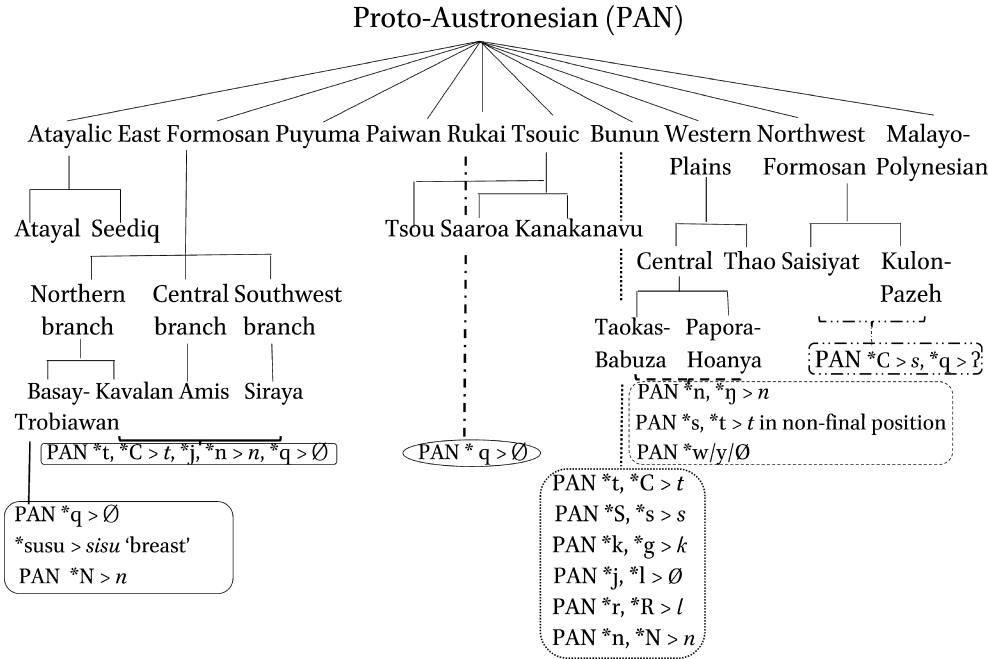 Proto-Austronesian (PAN)
Atayalic East Formosan Puyuma Paiwan Rukai Tsouic Bunun Western Northwest Malayo-
Plains Formosan Polynesian
Atayal Seediq
Tsou Saaroa Kanakanavu
Central Thao Saisiyat Kulon-
Pazeh
Northern Central Southwest
branch branch branch
Taokas- Papora-
Babuza Hoanya
PAN *C > s, *q > ʔ
Basay- Kavalan Amis Siraya
Trobiawan
PAN *n, *ŋ > n
PAN *s, *t > t in non-final position
PAN *w/y/Ø
PAN *t, *C > t, *j, *n > n, *q > Ø
PAN * q > Ø
PAN *q > Ø
*susu > sisu ‘breast’
PAN *N > n
PAN *t, *C > t
PAN *S, *s > s
PAN *k, *g > k
PAN *j, *l > ø
PAN *r, *R > l
PAN *n, *N > n